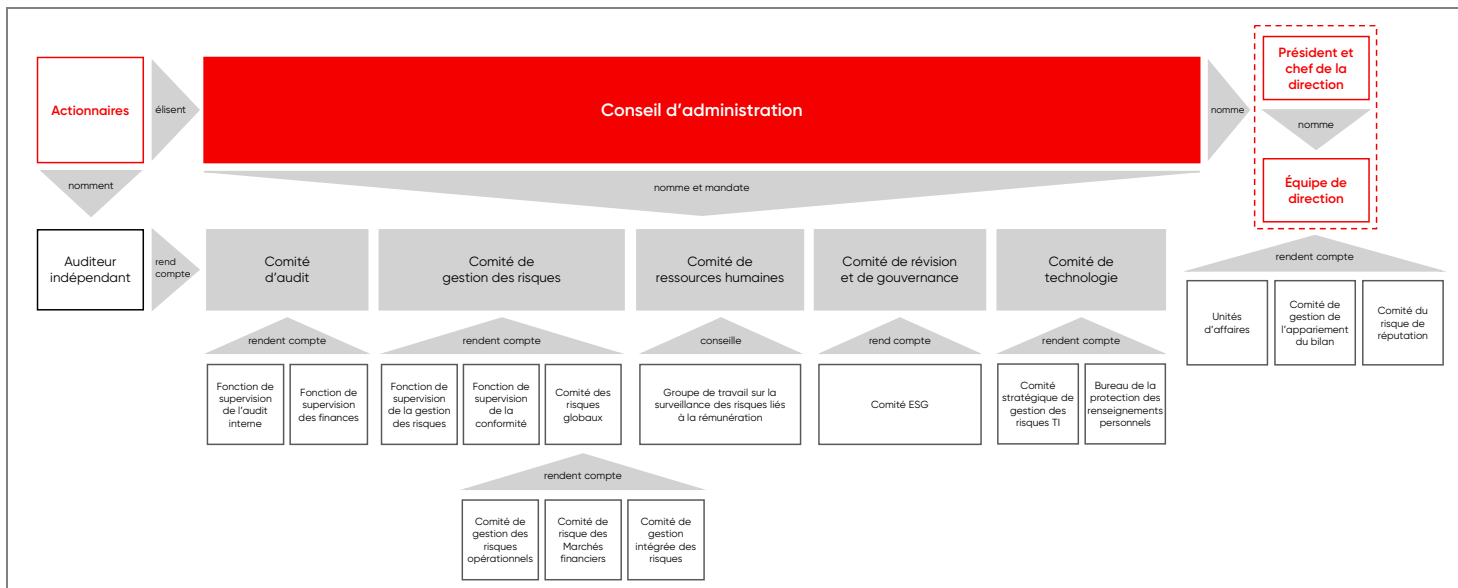 Actionnaires
élisent
Conseil d’administration
nomme
Président et
chef de la
direction
nomme
Équipe de
direction
nomment
nomme et mandate
Auditeur
indépendant
rend
compte
Comité
d’audit
Comité de
gestion des risques
Comité de
ressources humaines
Comité de révision
et de gouvernance
Comité de
technologie
rendent compte
Unités
d’affaires
Comité de
gestion de
l’appariement
du bilan
Comité du
risque de
réputation
rendent compte
rendent compte
conseille
rend compte
rendent compte
Fonction de
supervision
de l’audit
interne
Fonction de
supervision
des finances
Fonction de
supervision
de la gestion
des risques
Fonction de
supervision
de la
conformité
Comité des
risques
globaux
Groupe de travail sur la
surveillance des risques liés
à la rémunération
Comité ESG
Comité
stratégique de
gestion des
risques TI
Bureau de la
protection des
renseignements
personnels
rendent compte
Comité de
gestion des
risques
opérationnels
Comité de
risque des
Marchés
financiers
Comité de
gestion
intégrée des
risques